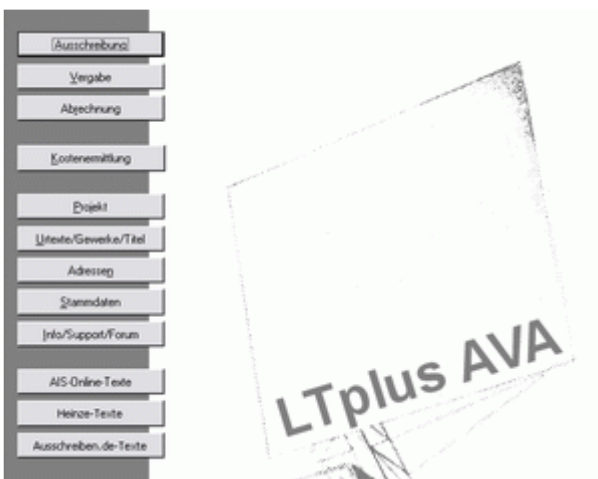 Ausschreibung
Vergabe
Abrechnung
Kostenermittlung
Projekt
Urtexte/Gewerke/Titel
Adressen
Stammdaten
Info/Support/Forum
AIS-Online-Texte
Heinze-Texte
Ausschreiben.de-Texte
LTplus AVA